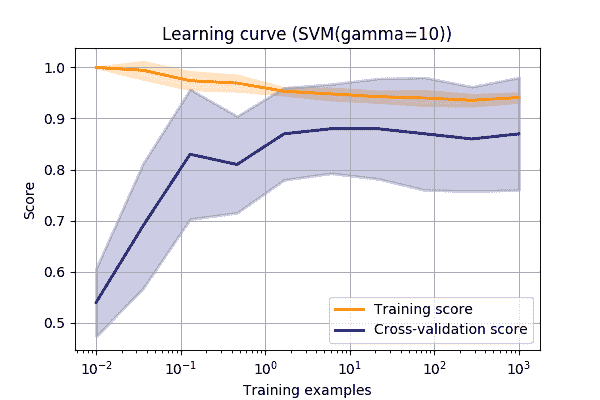 Learning curve (SVM(gamma=10))
Score
1.0
0.9
0.8
0.7
0.6
0.5
10⁻² 10⁻¹ 10⁰ 10¹ 10² 10³
Training examples
Training score
Cross-validation score